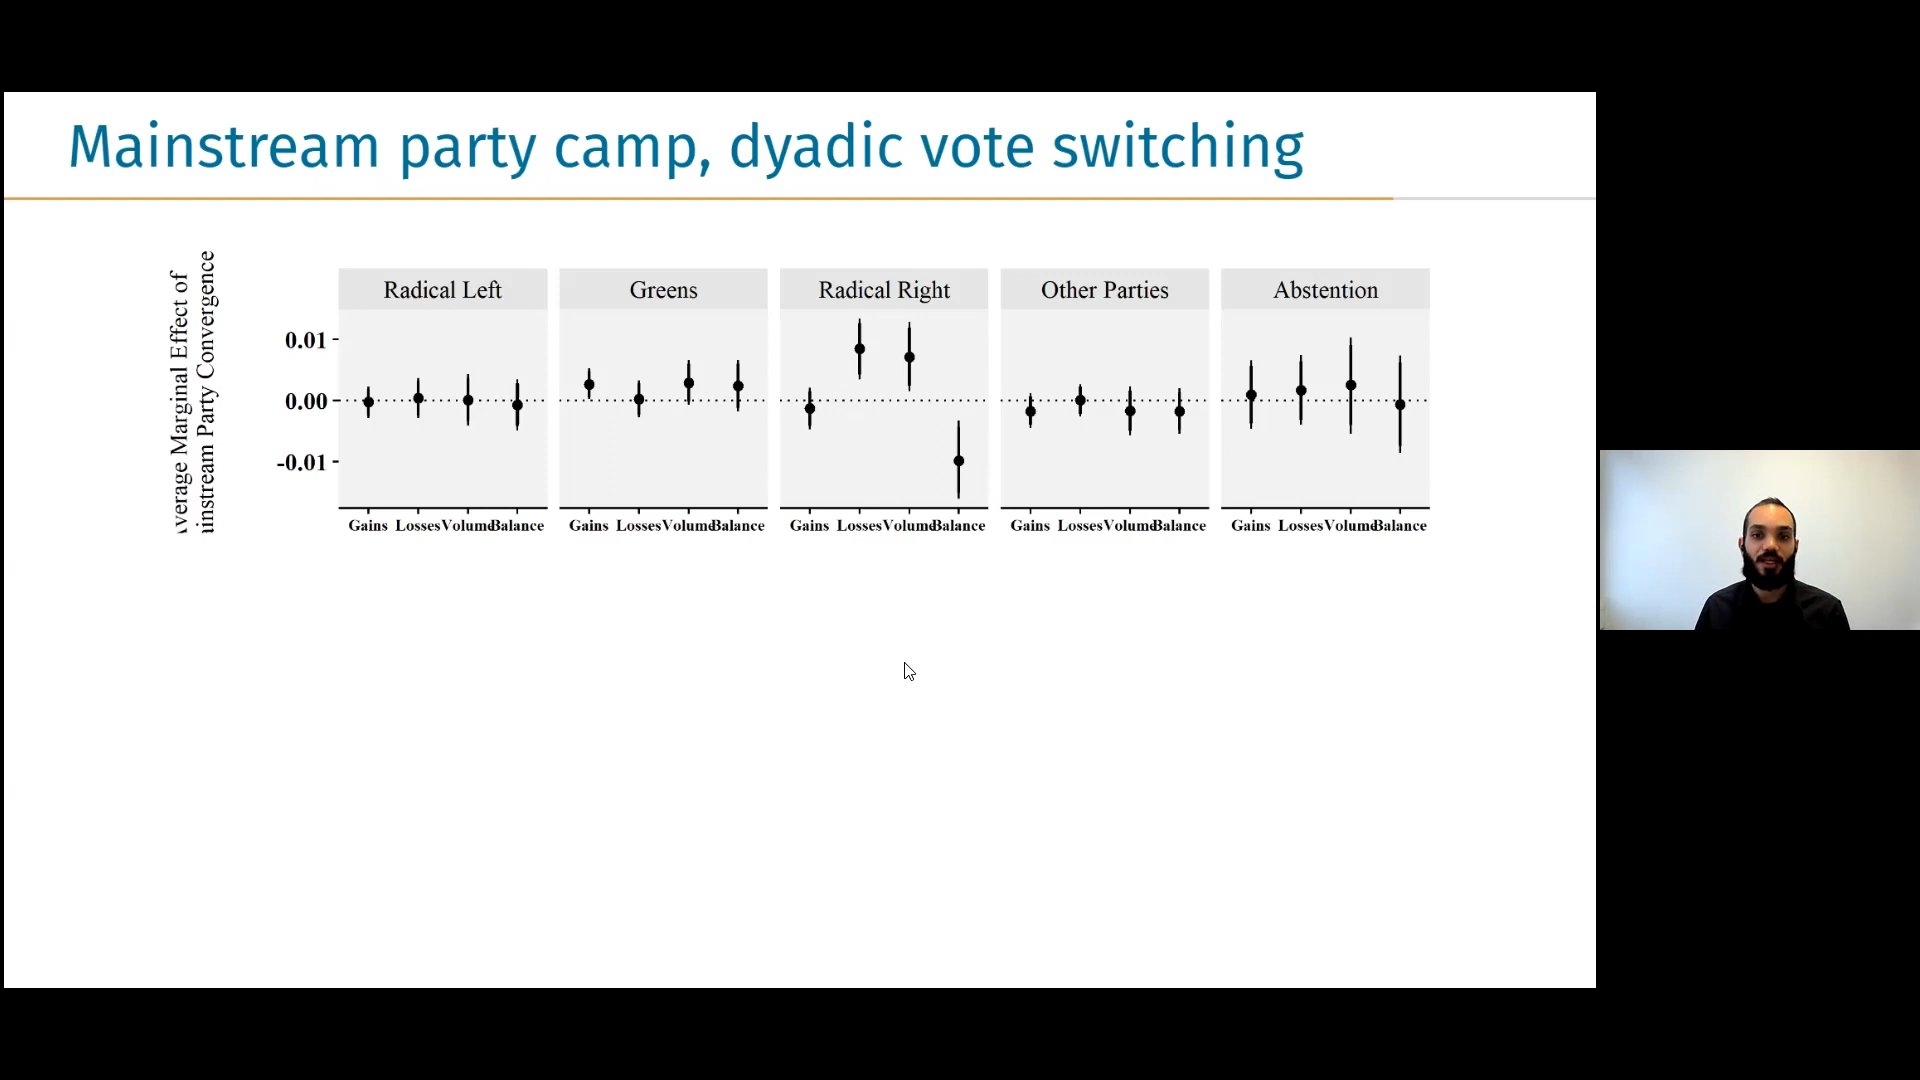 Mainstream party camp, dyadic vote switching
verage Marginal Effect of
instream Party Convergence
Radical Left
Greens
Radical Right
Other Parties
Abstention
0.01
0.00
-0.01
Gains Losses Volume Balance
Gains Losses Volume Balance
Gains Losses Volume Balance
Gains Losses Volume Balance
Gains Losses Volume Balance